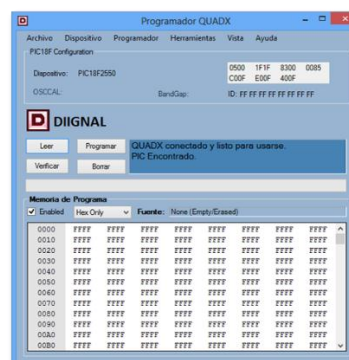 Programador QUADX
Archivo Dispositivo Programador Herramientas Vista Ayuda
PIC18F Configuration
Dispositivo: PIC18F2550
0500 1F1F 8300 0085
C00F E00F 400F
OSCCAL:
BandGap:
ID: FF FF FF FF FF FF FF FF
D DIIGNAL
Leer Programar
Verificar Borrar
QUADX conectado y listo para usarse.
PIC Encontrado.
Memoria de Programa
Enabled Hex Only Fuente: None (Empty/Erased)
0000 FFFF FFFF FFFF FFFF FFFF FFFF FFFF FFFF
0010 FFFF FFFF FFFF FFFF FFFF FFFF FFFF FFFF
0020 FFFF FFFF FFFF FFFF FFFF FFFF FFFF FFFF
0030 FFFF FFFF FFFF FFFF FFFF FFFF FFFF FFFF
0040 FFFF FFFF FFFF FFFF FFFF FFFF FFFF FFFF
0050 FFFF FFFF FFFF FFFF FFFF FFFF FFFF FFFF
0060 FFFF FFFF FFFF FFFF FFFF FFFF FFFF FFFF
0070 FFFF FFFF FFFF FFFF FFFF FFFF FFFF FFFF
0080 FFFF FFFF FFFF FFFF FFFF FFFF FFFF FFFF
0090 FFFF FFFF FFFF FFFF FFFF FFFF FFFF FFFF
00A0 FFFF FFFF FFFF FFFF FFFF FFFF FFFF FFFF
00B0 FFFF FFFF FFFF FFFF FFFF FFFF FFFF FFFF